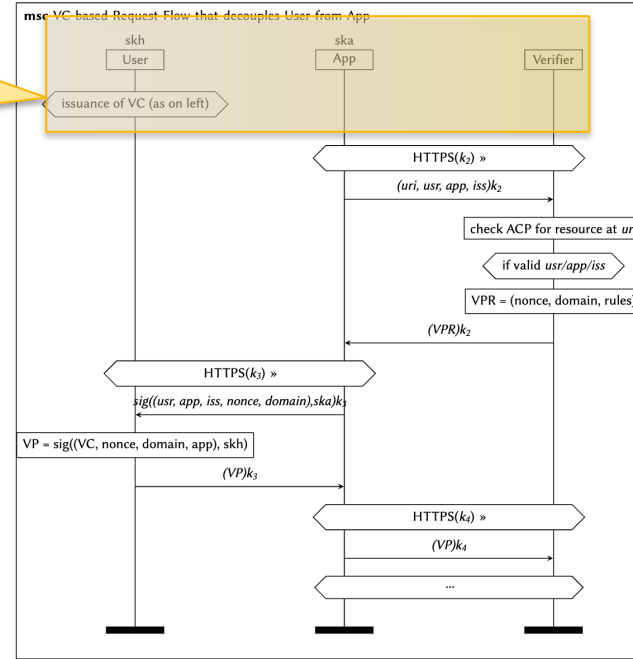 msc VC based Request Flow that decouples User from App
skh
ska
User
App
Verifier
issuance of VC (as on left)
HTTPS(k₂) »
(uri, usr, app, iss)k₂
check ACP for resource at ur
if valid usr/app/iss
VPR = (nonce, domain, rules)
(VPR)k₂
HTTPS(k₃) »
sig((usr, app, iss, nonce, domain),ska)k₃
VP = sig((VC, nonce, domain, app), skh)
(VP)k₃
HTTPS(k₄) »
(VP)k₄
...